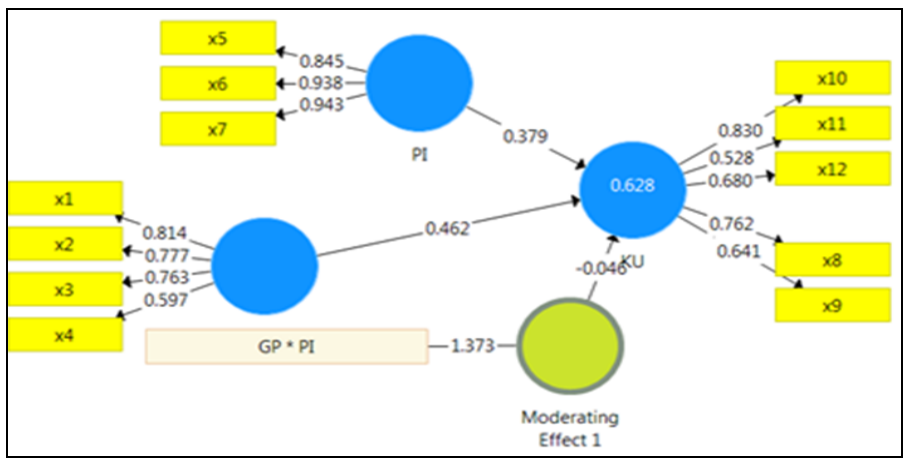 x5
x6
x7
0.845
0.938
0.943
PI
0.379
x1
x2
x3
x4
0.814
0.777
0.763
0.597
0.462
0.628
KU
-0.046
0.830
0.528
0.680
0.762
0.641
x10
x11
x12
x8
x9
GP * PI
1.373
Moderating
Effect 1